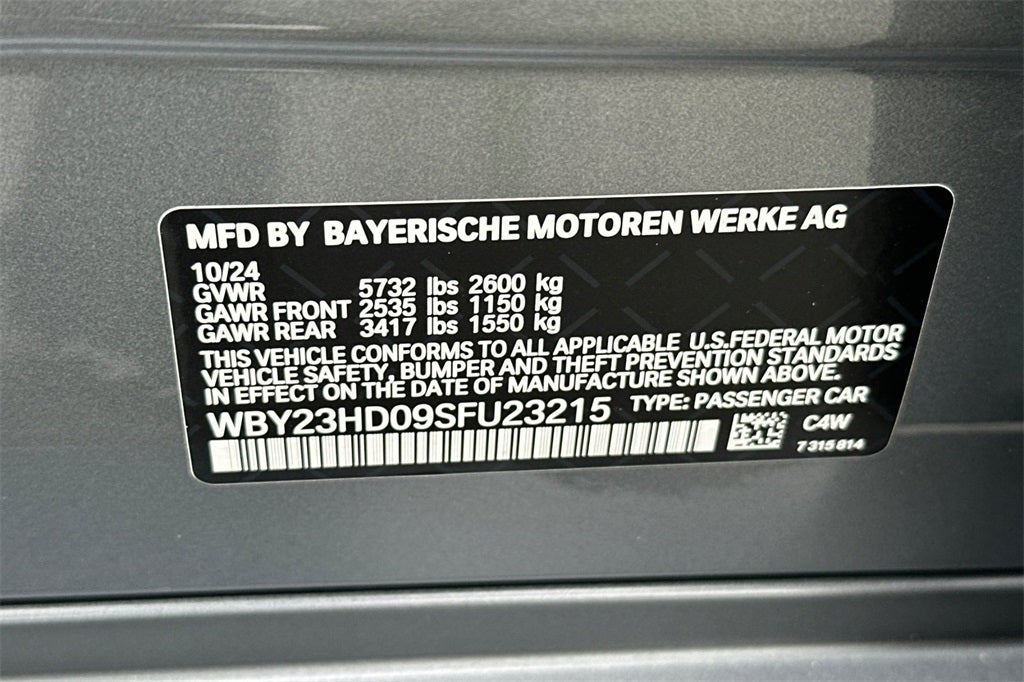 MFD BY BAYERISCHE MOTOREN WERKE AG
10/24
GVWR 5732 lbs 2600 kg
GAWR FRONT 2535 lbs 1150 kg
GAWR REAR 3417 lbs 1550 kg
THIS VEHICLE CONFORMS TO ALL APPLICABLE U.S.FEDERAL MOTOR
VEHICLE SAFETY, BUMPER AND THEFT PREVENTION STANDARDS
IN EFFECT ON THE DATE OF MANUFACTURE SHOWN ABOVE.
WBY23HD09SFU23215 TYPE: PASSENGER CAR
C4W
7 315 814